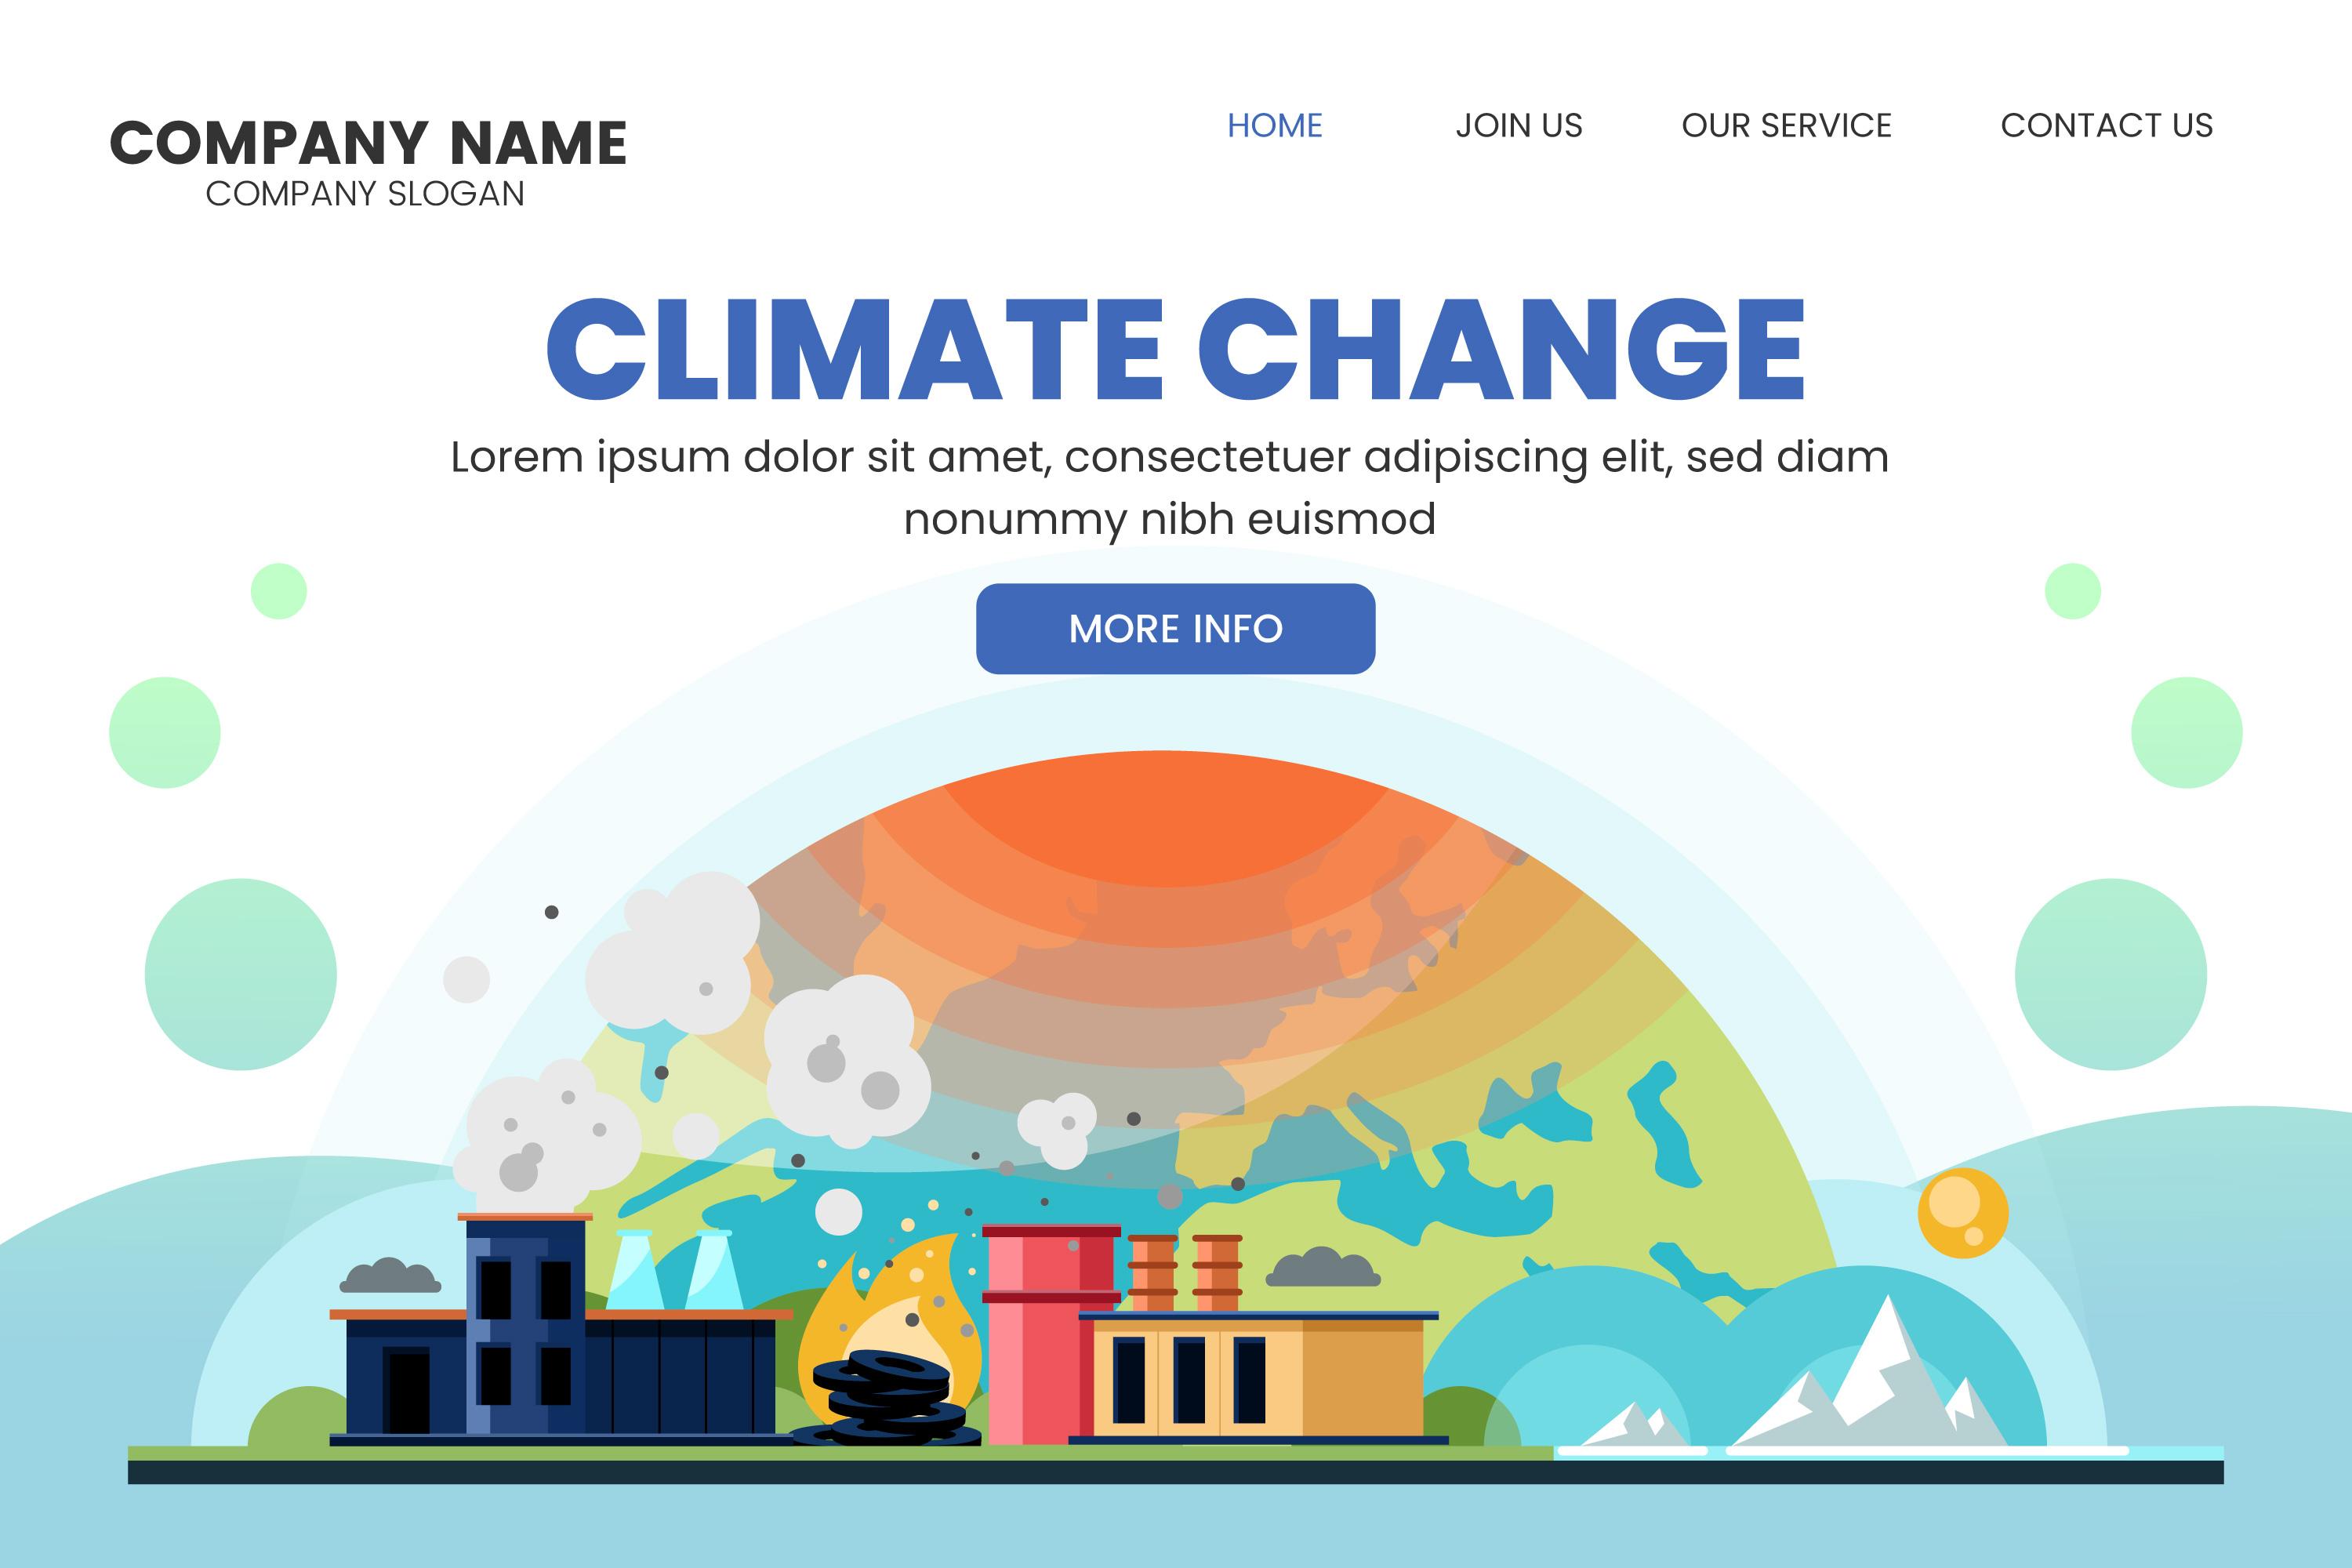 COMPANY NAME
COMPANY SLOGAN
HOME JOIN US OUR SERVICE CONTACT US
CLIMATE CHANGE
Lorem ipsum dolor sit amet, consectetuer adipiscing elit, sed diam
nonummy nibh euismod
MORE INFO